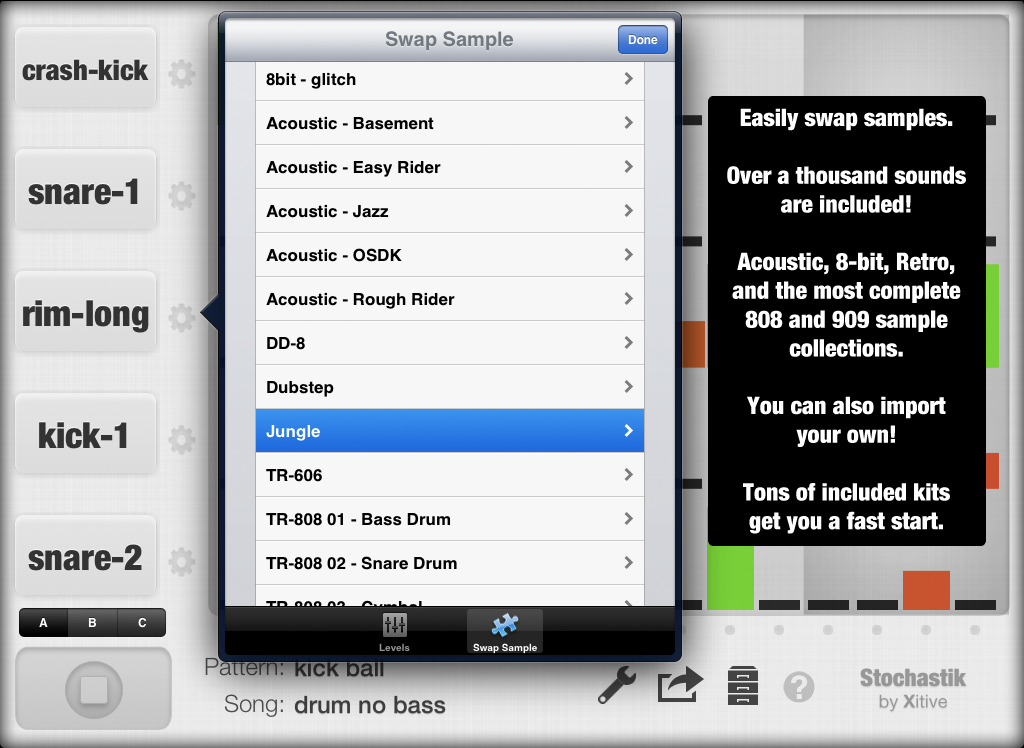 crash-kick
snare-1
rim-long
kick-1
snare-2
A B C
Swap Sample
Done
8bit - glitch
Acoustic - Basement
Acoustic - Easy Rider
Acoustic - Jazz
Acoustic - OSDK
Acoustic - Rough Rider
DD-8
Dubstep
Jungle
TR-606
TR-808 01 - Bass Drum
TR-808 02 - Snare Drum
TR-808 03 - Cymbal
Levels
Swap Sample
Easily swap samples.
Over a thousand sounds
are included!
Acoustic, 8-bit, Retro,
and the most complete
808 and 909 sample
collections.
You can also import
your own!
Tons of included kits
get you a fast start.
Pattern: kick ball
Song: drum no bass
?
Stochastik
by Xitive